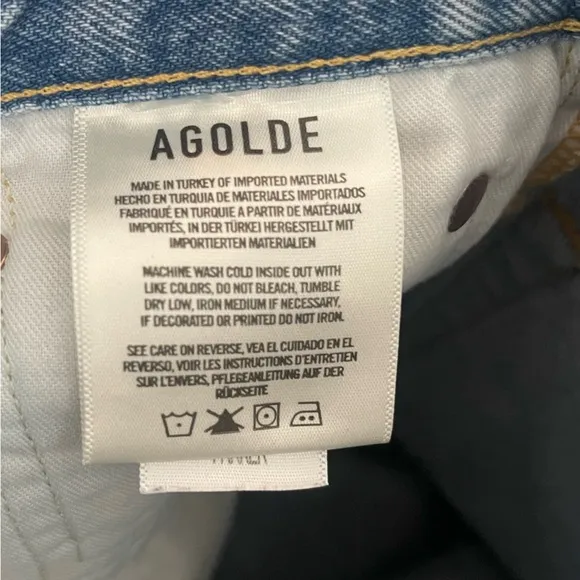 AGOLDE
MADE IN TURKEY OF IMPORTED MATERIALS
HECHO EN TURQUIA DE MATERIALES IMPORTADOS
FABRIQUÉ EN TURQUIE A PARTIR DE MATÉRIAUX
IMPORTÉS, IN DER TÜRKEI HERGESTELLT MIT
IMPORTIERTEN MATERIALIEN
MACHINE WASH COLD INSIDE OUT WITH
LIKE COLORS, DO NOT BLEACH, TUMBLE
DRY LOW, IRON MEDIUM IF NECESSARY,
IF DECORATED OR PRINTED DO NOT IRON.
SEE CARE ON REVERSE, VEA EL CUIDADO EN EL
REVERSO, VOIR LES INSTRUCTIONS D'ENTRETIEN
SUR L'ENVERS, PFLEGEANLEITUNG AUF DER
RÜCKSEITE